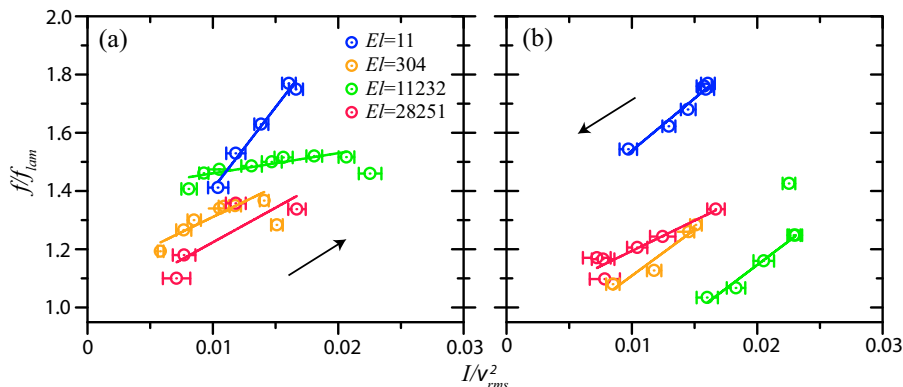 2.0
1.8
1.6
1.4
1.2
1.0
f/f_lam
(a)
El=11
El=304
El=11232
El=28251
(b)
0
0.01
0.02
0.03
0
0.01
0.02
0.03
I/v²_rms